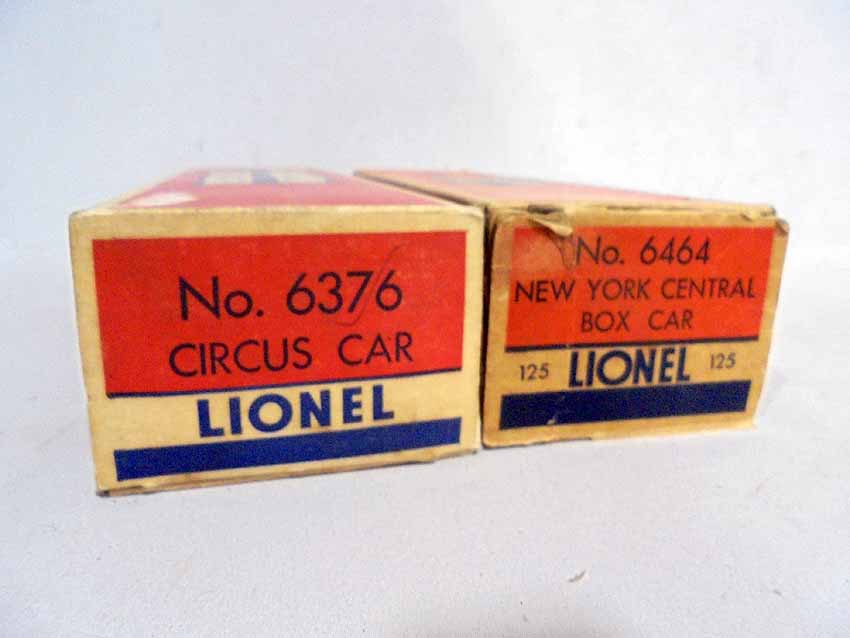 No. 6376
CIRCUS CAR
LIONEL
No. 6464
NEW YORK CENTRAL
BOX CAR
125 LIONEL 125